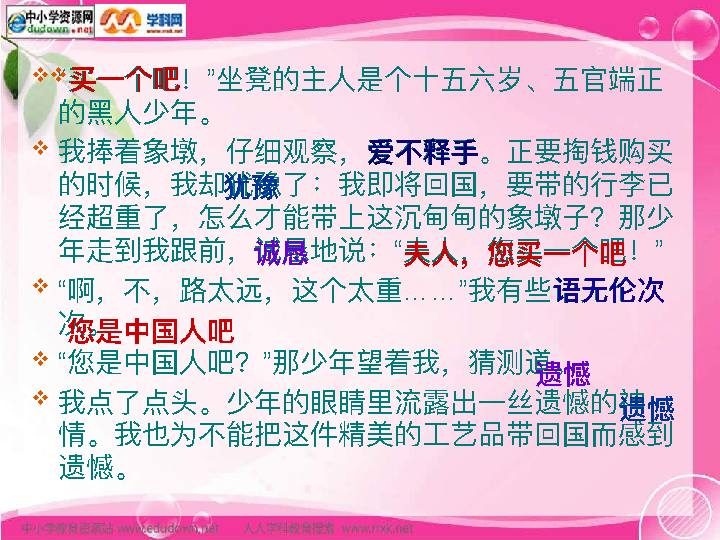 中小学资源网
edudown.net
学科网
www.nxk.net
“买一个吧！”坐凳的主人是个十五六岁、五官端正
的黑人少年。
我捧着象墩，仔细观察，爱不释手。正要掏钱购买
的时候，我却犹豫了：我即将回国，要带的行李已
经超重了，怎么才能带上这沉甸甸的象墩子？那少
年走到我跟前，诚恳地说：“夫人，您买一个吧！”
“啊，不，路太远，这个太重……”我有些语无伦次
次。
您是中国人吧
“您是中国人吧？”那少年望着我，猜测道。
遗憾
我点了点头。少年的眼睛里流露出一丝遗憾的神
遗憾
情。我也为不能把这件精美的工艺品带回国而感到
遗憾。
中小学教育资源站 www.edudown.net 人人学科教育搜索 www.nxk.net